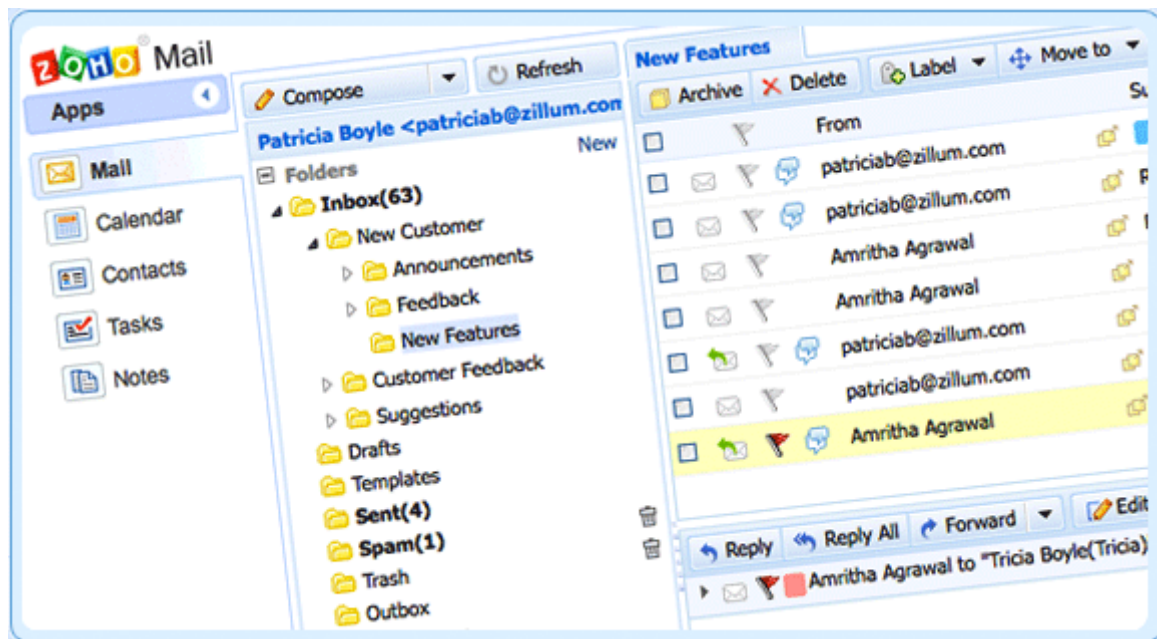 ZOHO® Mail
Apps
Mail
Calendar
Contacts
Tasks
Notes
Compose
Refresh
Patricia Boyle <patriciab@zillum.com
New
Folders
Inbox(63)
New Customer
Announcements
Feedback
New Features
Customer Feedback
Suggestions
Drafts
Templates
Sent(4)
Spam(1)
Trash
Outbox
New Features
Archive Delete Label Move to
From Su
patriciab@zillum.com
patriciab@zillum.com R
Amritha Agrawal
Amritha Agrawal
patriciab@zillum.com
patriciab@zillum.com
Amritha Agrawal
Reply Reply All Forward Edit
Amritha Agrawal to "Tricia Boyle(Tricia)